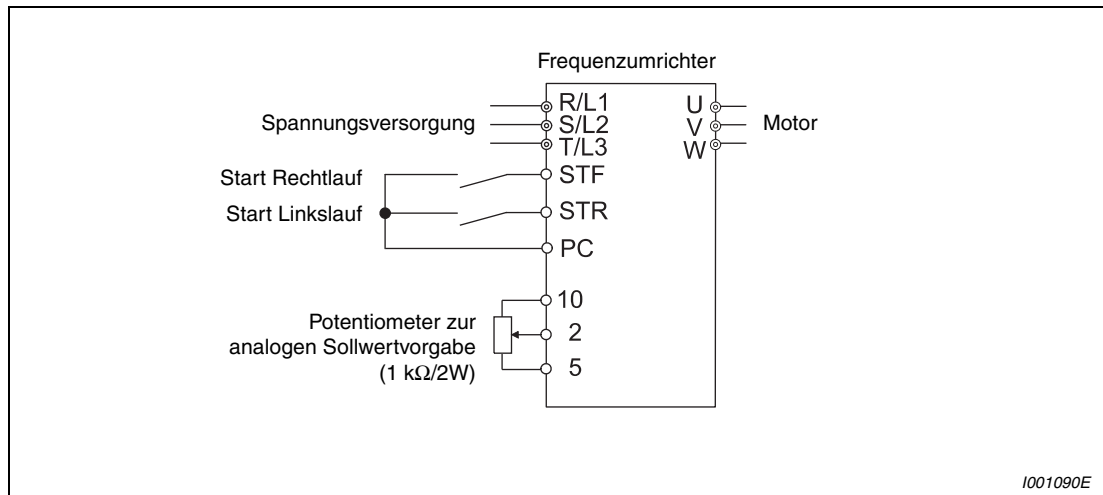 Frequenzumrichter
R/L1
U
Spannungsversorgung
S/L2
V
Motor
T/L3
W
Start Rechtlauf
STF
Start Linkslauf
STR
PC
10
Potentiometer zur
analogen Sollwertvorgabe
(1 kΩ/2W)
2
5
I001090E